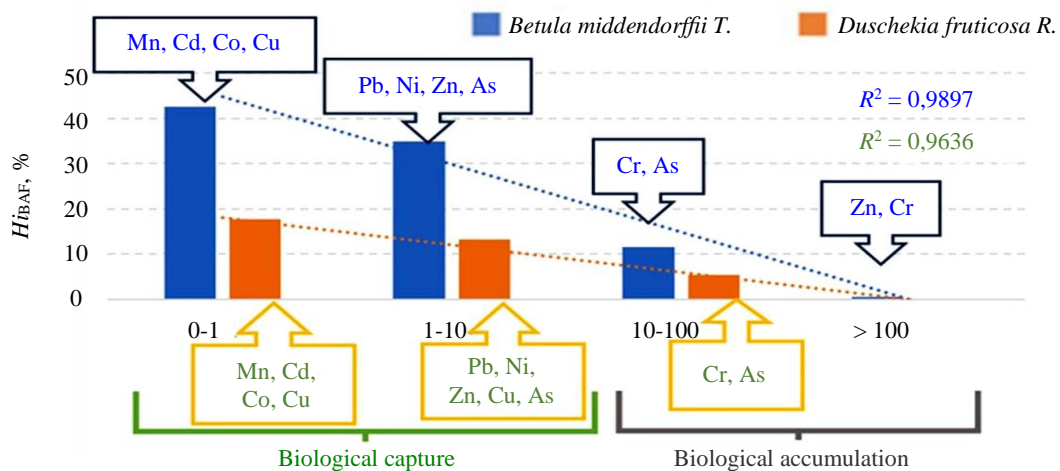 Betula middendorffii T.
Duschekia fruticosa R.
Mn, Cd, Co, Cu
Pb, Ni, Zn, As
Cr, As
Zn, Cr
R² = 0,9897
R² = 0,9636
HiBAF, %
50
40
30
20
10
0
0-1
1-10
10-100
> 100
Mn, Cd,
Co, Cu
Pb, Ni,
Zn, Cu, As
Cr, As
Biological capture
Biological accumulation